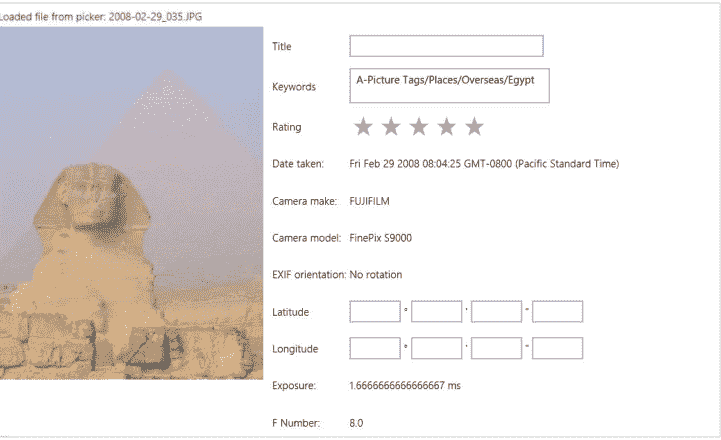 Loaded file from picker: 2008-02-29_035.JPG
Title
Keywords A-Picture Tags/Places/Overseas/Egypt
Rating
Date taken: Fri Feb 29 2008 08:04:25 GMT-0800 (Pacific Standard Time)
Camera make: FUJIFILM
Camera model: FinePix S9000
EXIF orientation: No rotation
Latitude ° ' "
Longitude ° ' "
Exposure: 1.6666666666666667 ms
F Number: 8.0